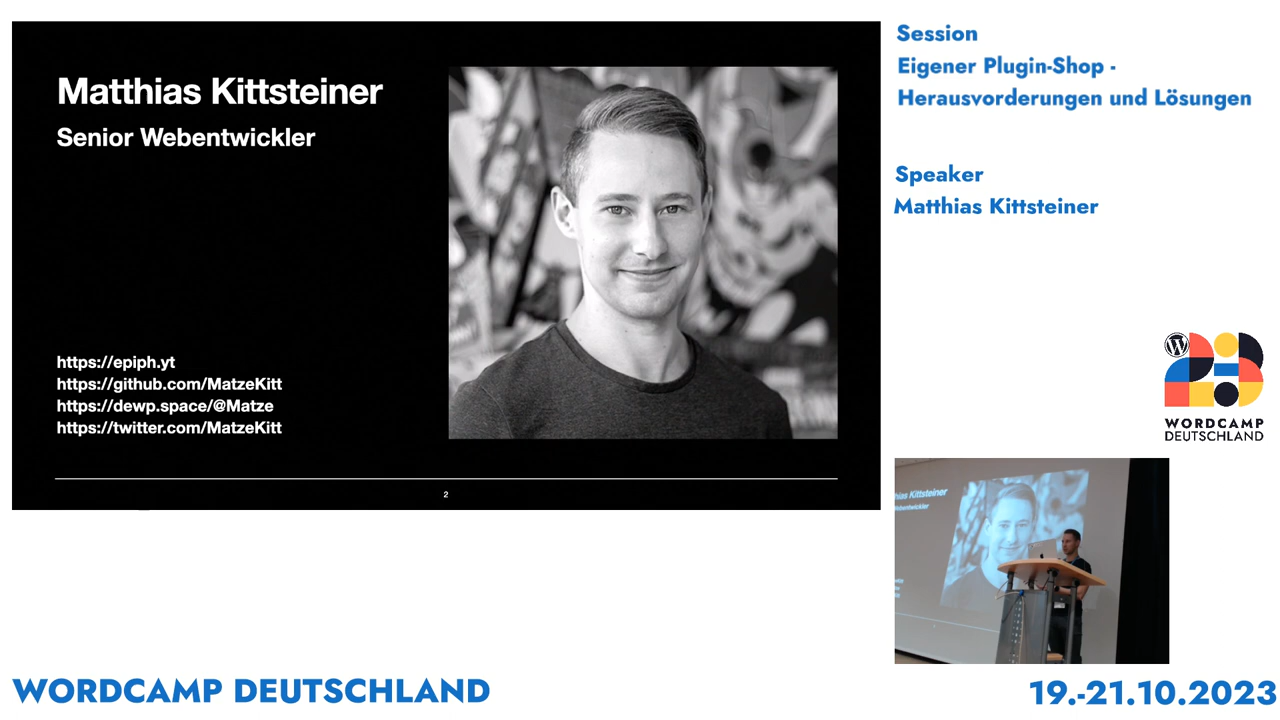 Matthias Kittsteiner
Senior Webentwickler
https://epiph.yt
https://github.com/MatzeKitt
https://dewp.space/@Matze
https://twitter.com/MatzeKitt
2
Session
Eigener Plugin-Shop -
Herausvorderungen und Lösungen
Speaker
Matthias Kittsteiner
W
WORDCAMP
DEUTSCHLAND
Kittsteiner
WORDCAMP DEUTSCHLAND
19.-21.10.2023